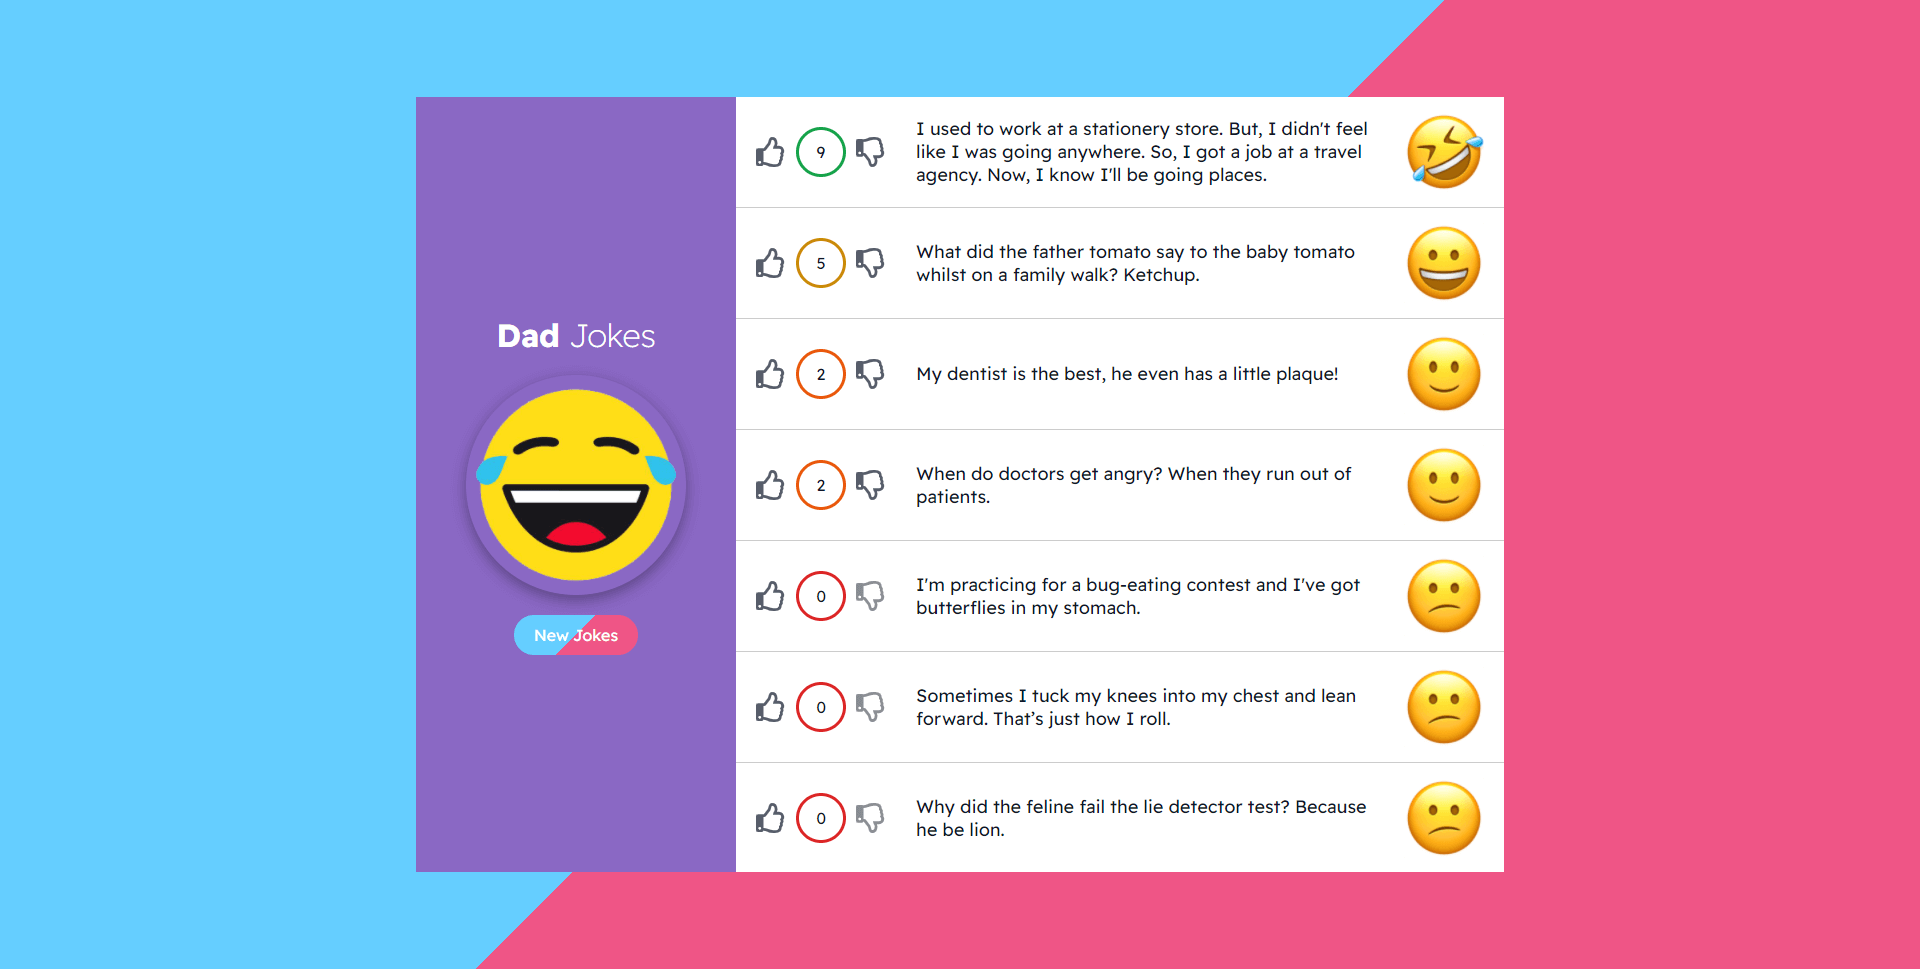 Dad Jokes
New Jokes
9
I used to work at a stationery store. But, I didn't feel
like I was going anywhere. So, I got a job at a travel
agency. Now, I know I'll be going places.
5
What did the father tomato say to the baby tomato
whilst on a family walk? Ketchup.
2
My dentist is the best, he even has a little plaque!
2
When do doctors get angry? When they run out of
patients.
0
I'm practicing for a bug-eating contest and I've got
butterflies in my stomach.
0
Sometimes I tuck my knees into my chest and lean
forward. That’s just how I roll.
0
Why did the feline fail the lie detector test? Because
he be lion.